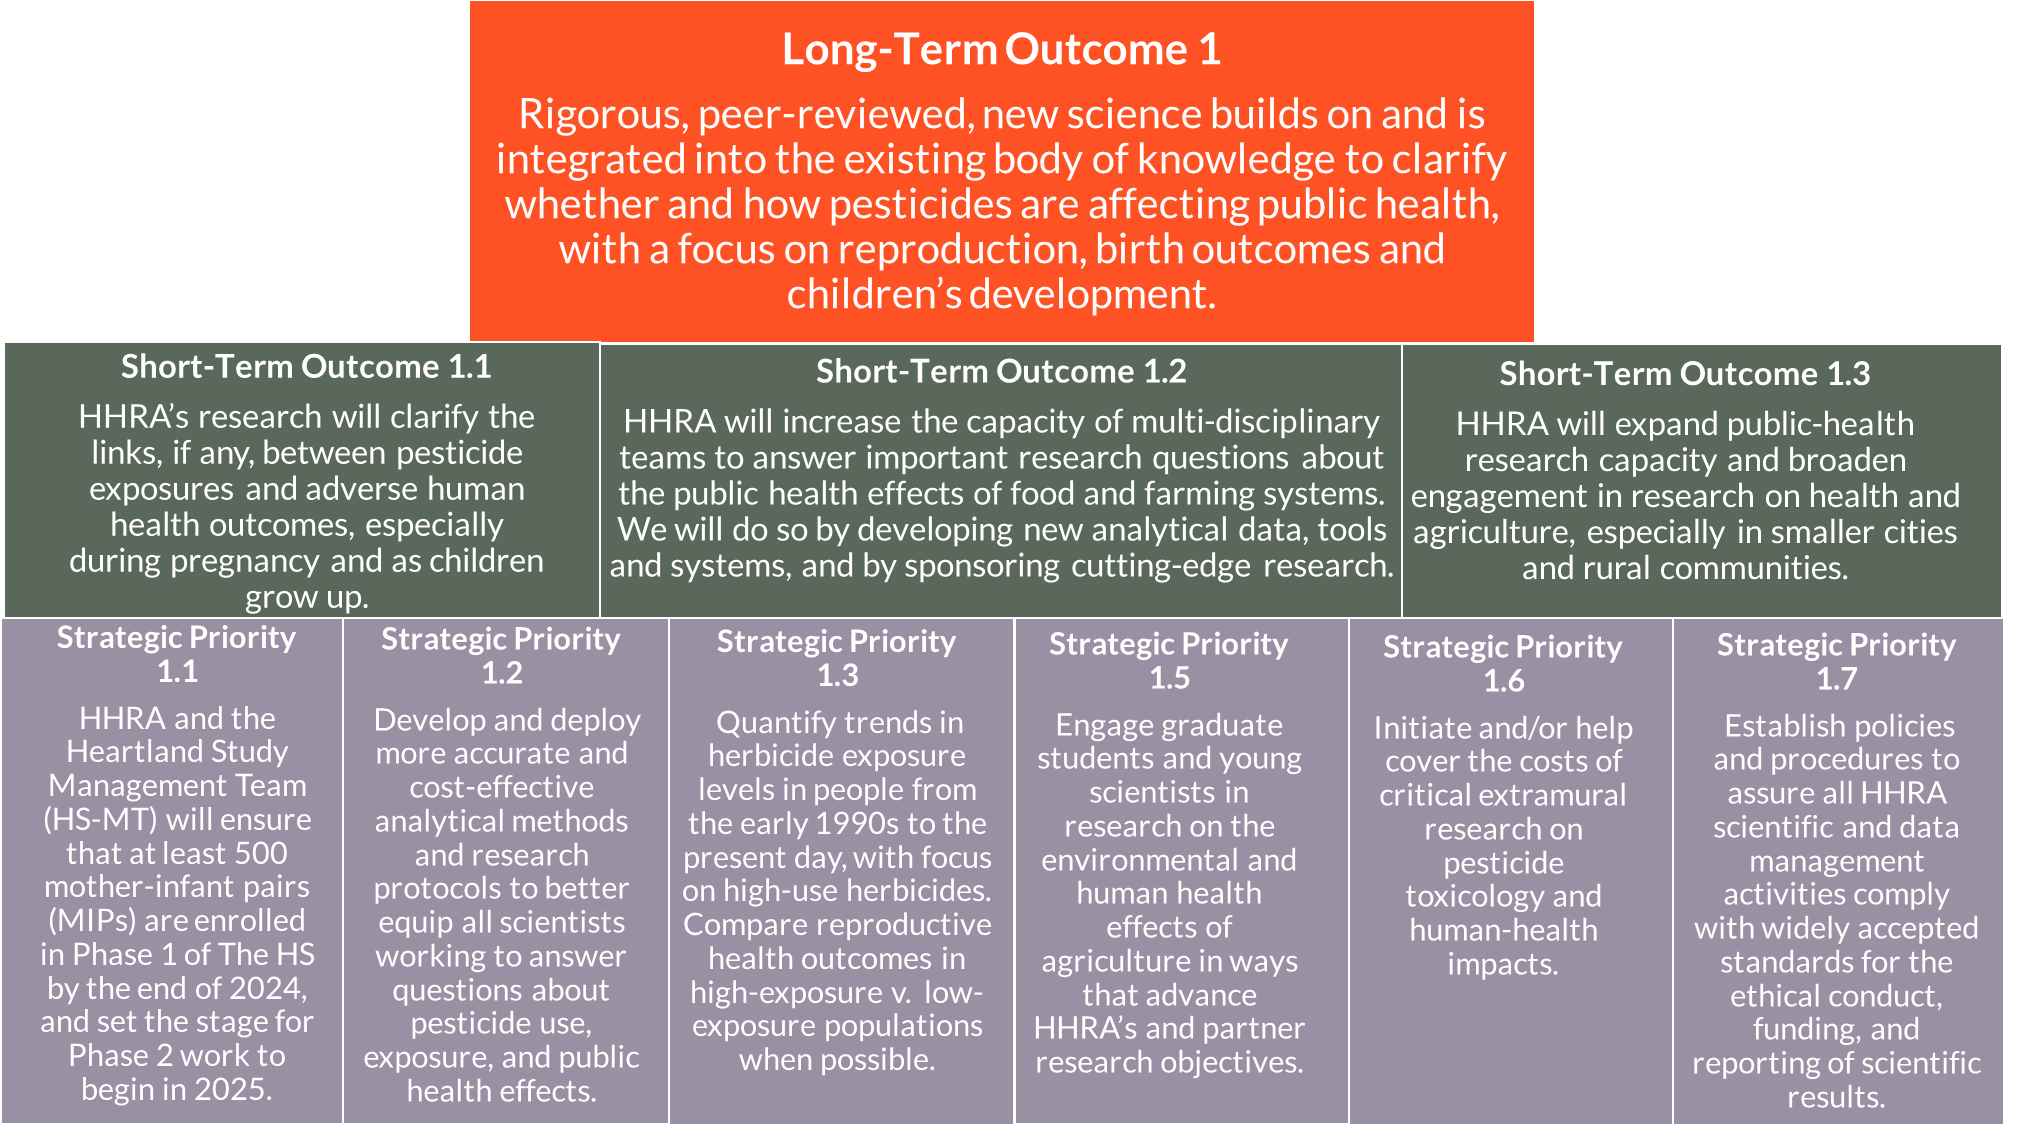 Long-Term Outcome 1
Rigorous, peer-reviewed, new science builds on and is
integrated into the existing body of knowledge to clarify
whether and how pesticides are affecting public health,
with a focus on reproduction, birth outcomes and
children’s development.
Short-Term Outcome 1.1
HHRA’s research will clarify the
links, if any, between pesticide
exposures and adverse human
health outcomes, especially
during pregnancy and as children
grow up.
Short-Term Outcome 1.2
HHRA will increase the capacity of multi-disciplinary
teams to answer important research questions about
the public health effects of food and farming systems.
We will do so by developing new analytical data, tools
and systems, and by sponsoring cutting-edge research.
Short-Term Outcome 1.3
HHRA will expand public-health
research capacity and broaden
engagement in research on health and
agriculture, especially in smaller cities
and rural communities.
Strategic Priority
1.1
HHRA and the
Heartland Study
Management Team
(HS-MT) will ensure
that at least 500
mother-infant pairs
(MIPs) are enrolled
in Phase 1 of The HS
by the end of 2024,
and set the stage for
Phase 2 work to
begin in 2025.
Strategic Priority
1.2
Develop and deploy
more accurate and
cost-effective
analytical methods
and research
protocols to better
equip all scientists
working to answer
questions about
pesticide use,
exposure, and public
health effects.
Strategic Priority
1.3
Quantify trends in
herbicide exposure
levels in people from
the early 1990s to the
present day, with focus
on high-use herbicides.
Compare reproductive
health outcomes in
high-exposure v. low-
exposure populations
when possible.
Strategic Priority
1.5
Engage graduate
students and young
scientists in
research on the
environmental and
human health
effects of
agriculture in ways
that advance
HHRA’s and partner
research objectives.
Strategic Priority
1.6
Initiate and/or help
cover the costs of
critical extramural
research on
pesticide
toxicology and
human-health
impacts.
Strategic Priority
1.7
Establish policies
and procedures to
assure all HHRA
scientific and data
management
activities comply
with widely accepted
standards for the
ethical conduct,
funding, and
reporting of scientific
results.